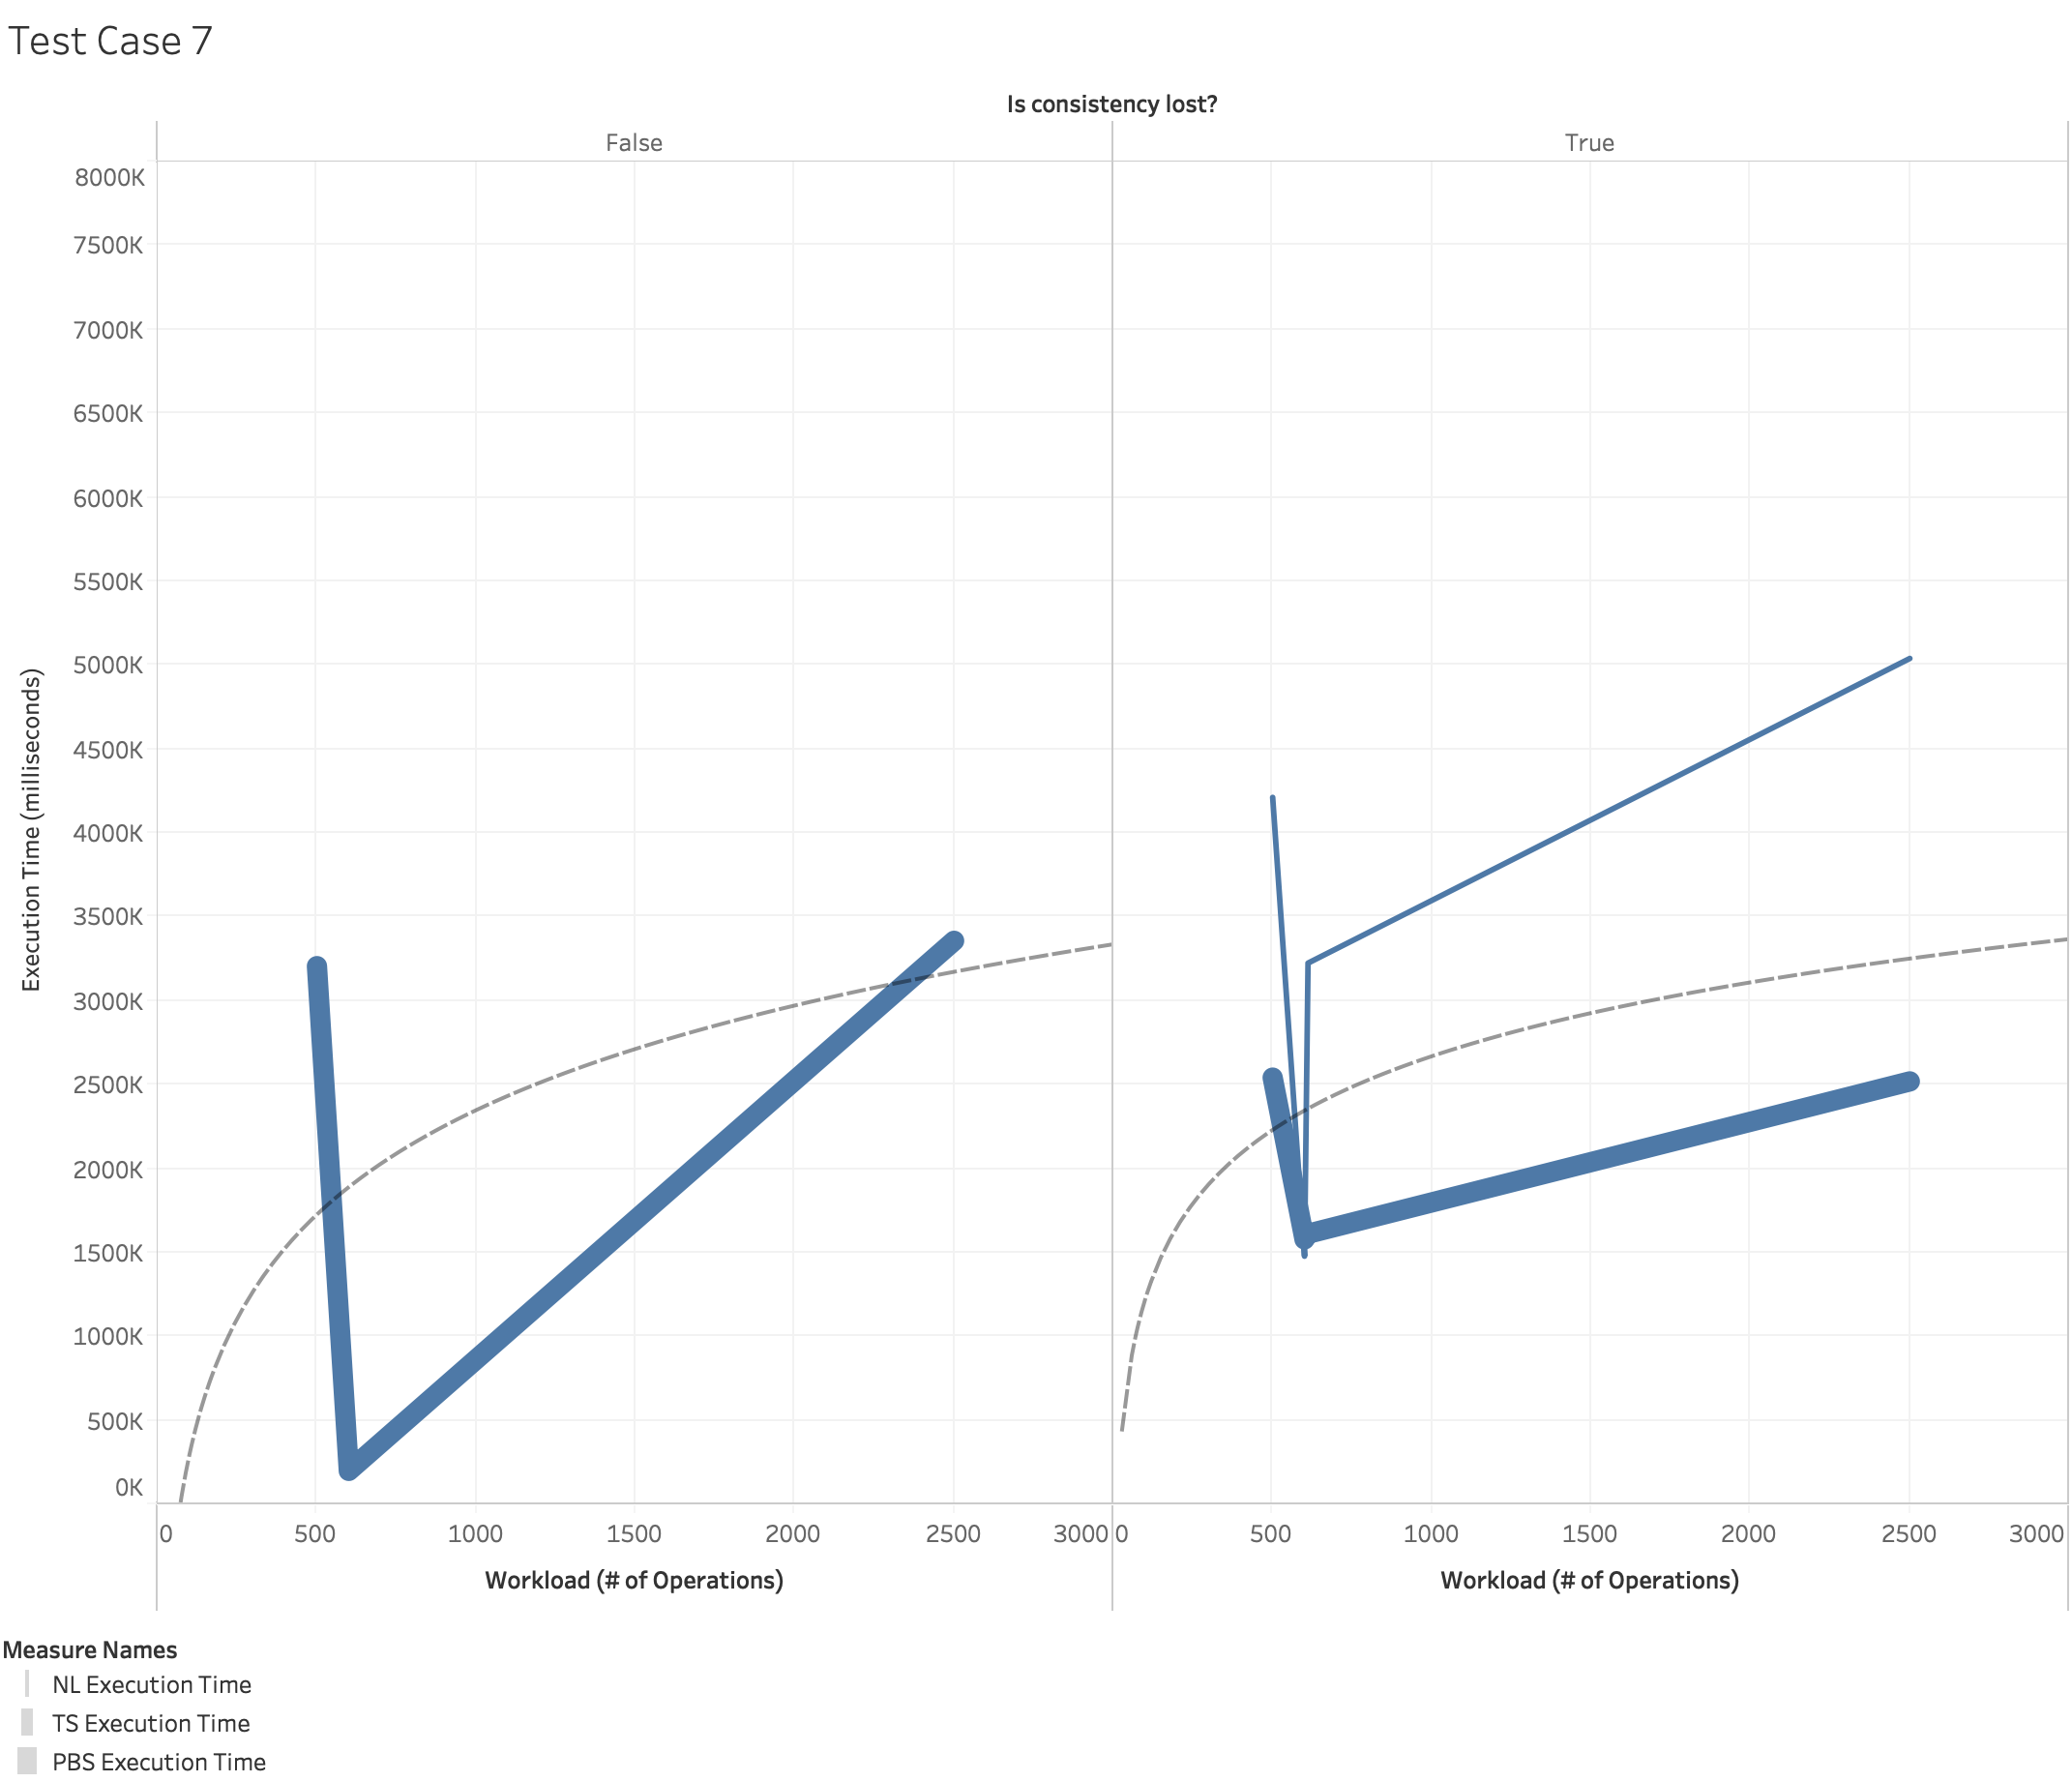 Test Case 7
Is consistency lost?
False
True
8000K
7500K
7000K
6500K
6000K
5500K
5000K
4500K
4000K
3500K
3000K
2500K
2000K
1500K
1000K
500K
0K
Execution Time (milliseconds)
0 500 1000 1500 2000 2500 3000
0 500 1000 1500 2000 2500 3000
Workload (# of Operations)
Workload (# of Operations)
Measure Names
NL Execution Time
TS Execution Time
PBS Execution Time